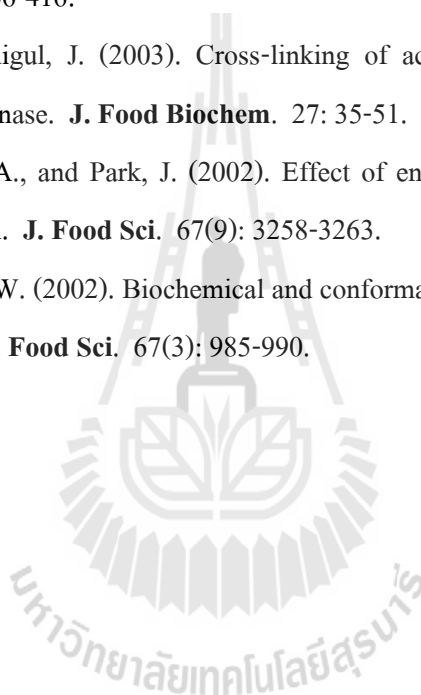 igul, J. (2003). Cross-linking of ac
nase. J. Food Biochem. 27: 35-51.
A., and Park, J. (2002). Effect of en
. J. Food Sci. 67(9): 3258-3263.
W. (2002). Biochemical and conforma
Food Sci. 67(3): 985-990.
มหาวิทยาลัยเทคโนโลยีสุรนารี